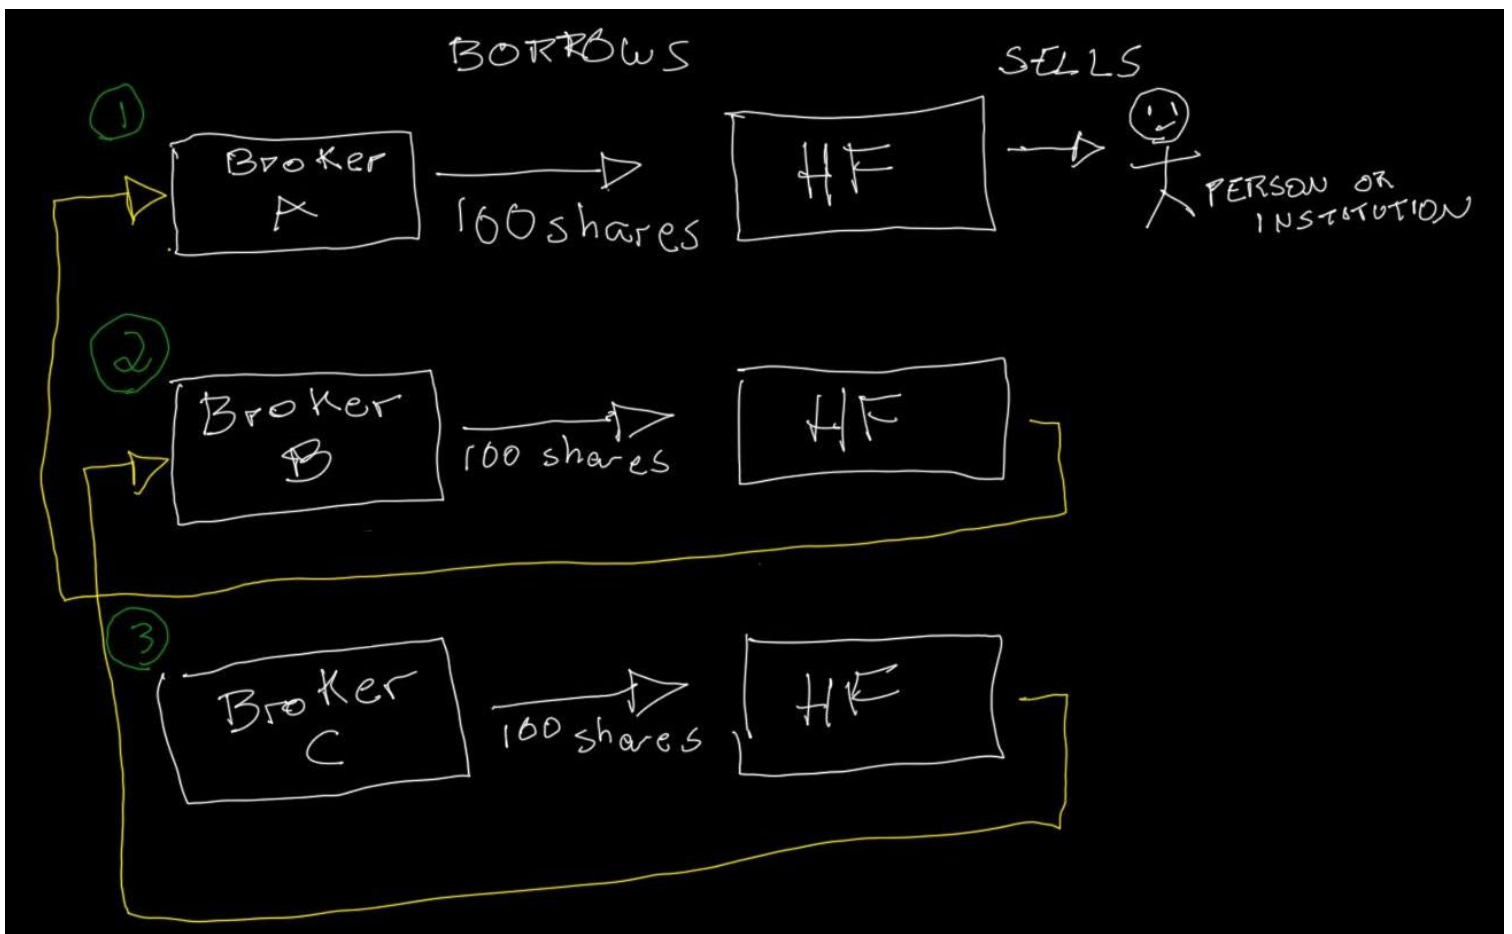 BORROWS
SELLS
1
Broker
A
100 shares
HF
PERSON OR
INSTITUTION
2
Broker
B
100 shares
HF
3
Broker
C
100 shares
HF